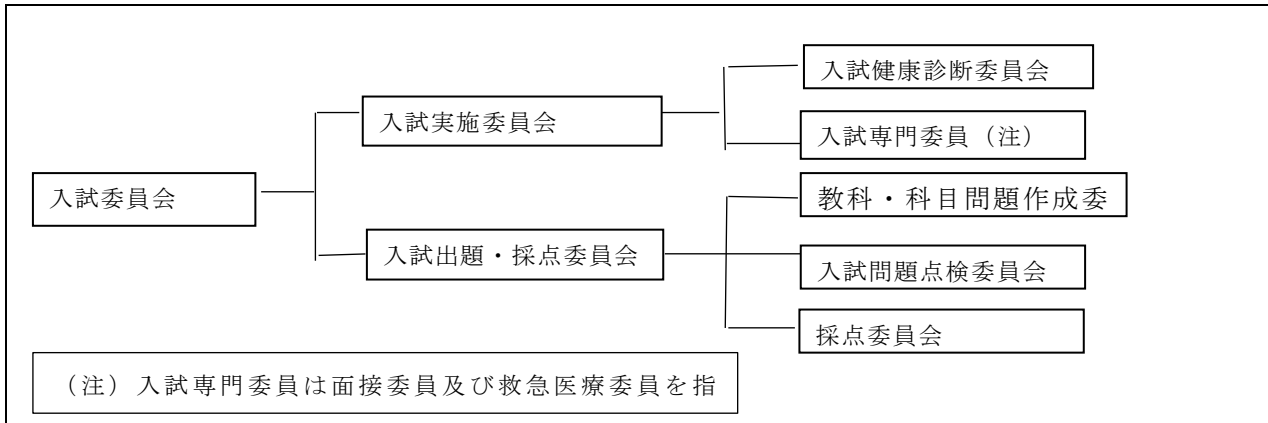 入試健康診断委員会
入試実施委員会
入試専門委員（注）
入試委員会
教科・科目問題作成委
入試出題・採点委員会
入試問題点検委員会
採点委員会
（注）入試専門委員は面接委員及び救急医療委員を指